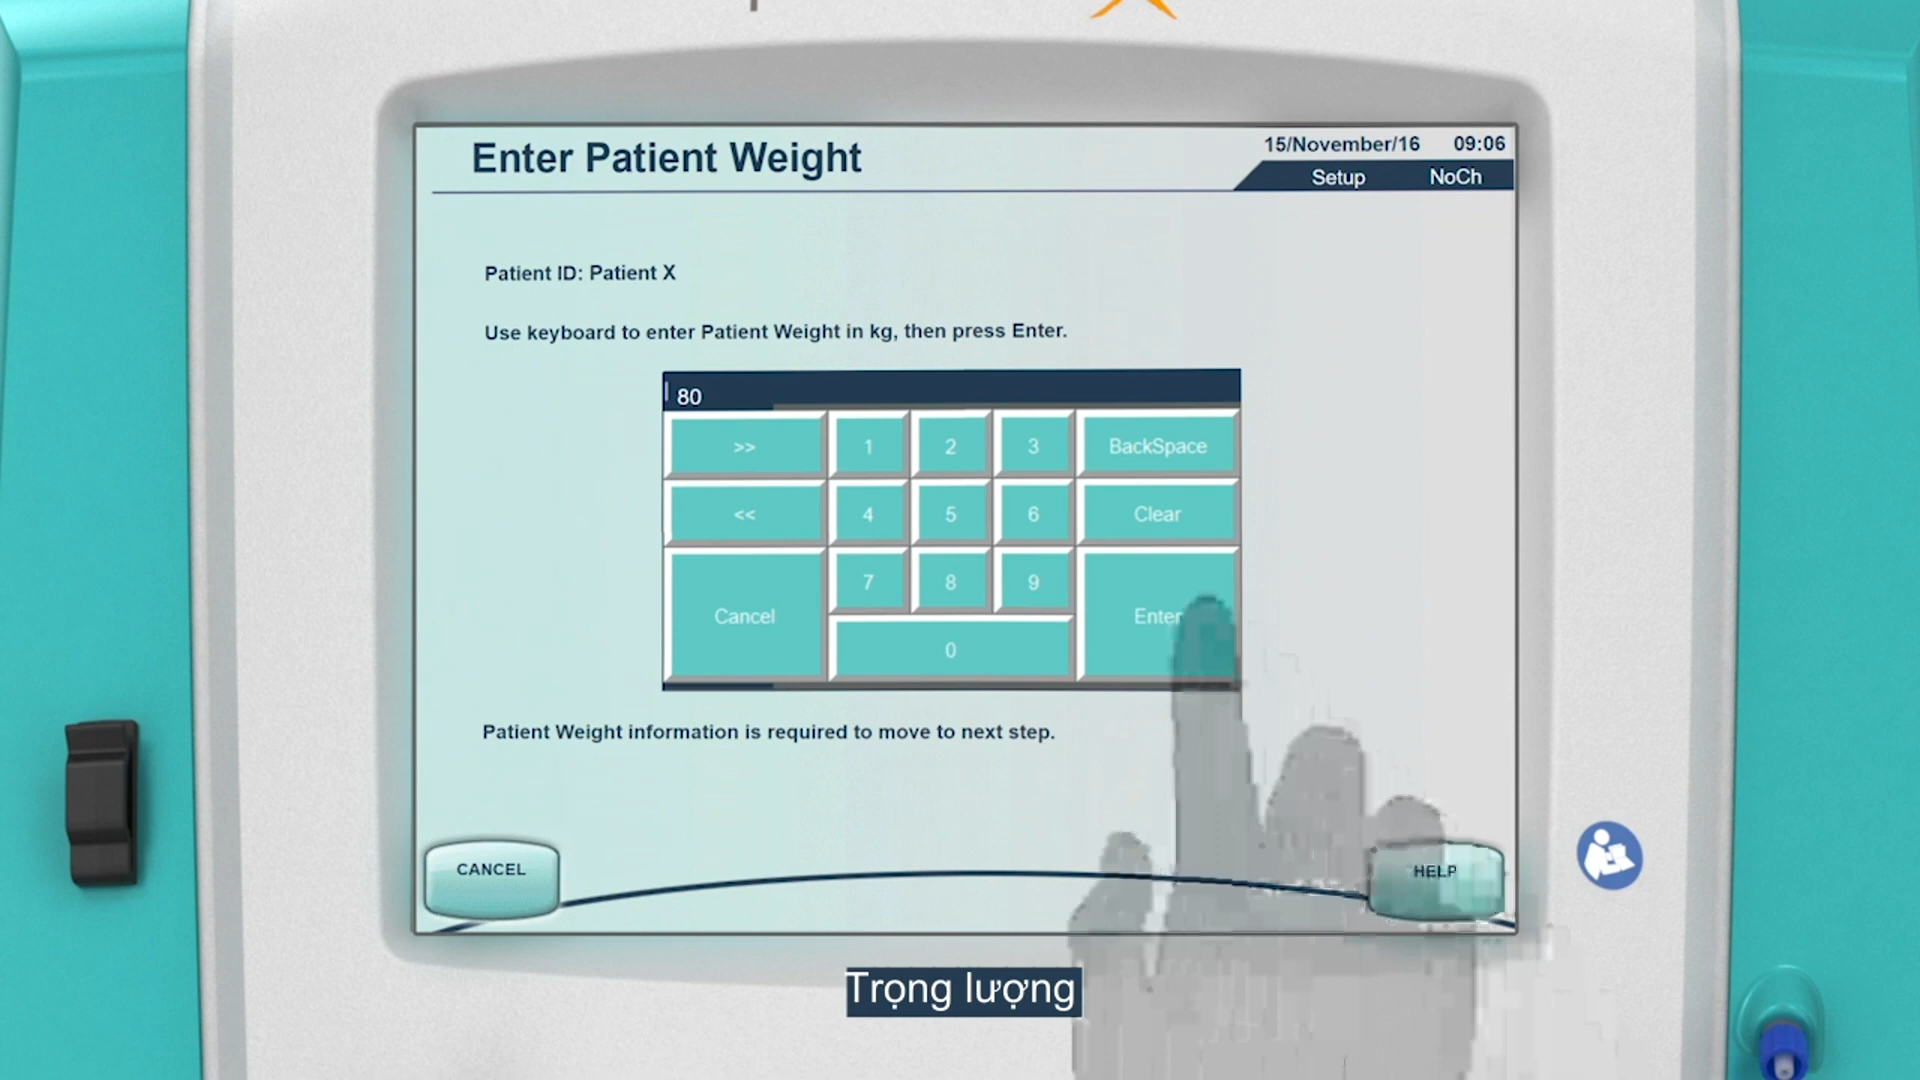 Enter Patient Weight
15/November/16 09:06
Setup NoCh
Patient ID: Patient X
Use keyboard to enter Patient Weight in kg, then press Enter.
80
>> 1 2 3 BackSpace
<< 4 5 6 Clear
Cancel 7 8 9 Enter
0
Patient Weight information is required to move to next step.
CANCEL
HELP
Trọng lượng